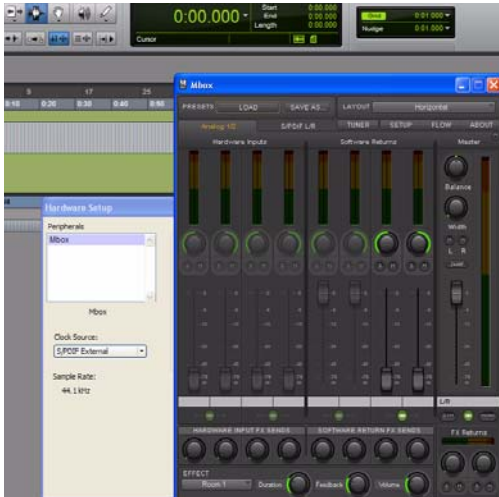 0:00.000
Start 0:00.000
End 0:00.000
Length 0:00.000
Cursor
Grid 0:01.000
Nudge 0:01.000
9 17 25
0:10 0:20 0:30 0:40 0:50
Mbox
PRESETS LOAD SAVE AS... LAYOUT Horizontal
Analog 1/2 S/PDIF L/R TUNER SETUP FLOW ABOUT
Hardware Inputs Software Returns Master
Balance
Width
L R
Hardware Setup
Peripherals
Mbox
Mbox
Clock Source:
S/PDIF External
Sample Rate:
44.1 kHz
L/R
HARDWARE INPUT FX SENDS SOFTWARE RETURN FX SENDS FX Returns
EFFECT
Room 1 Duration Feedback Volume